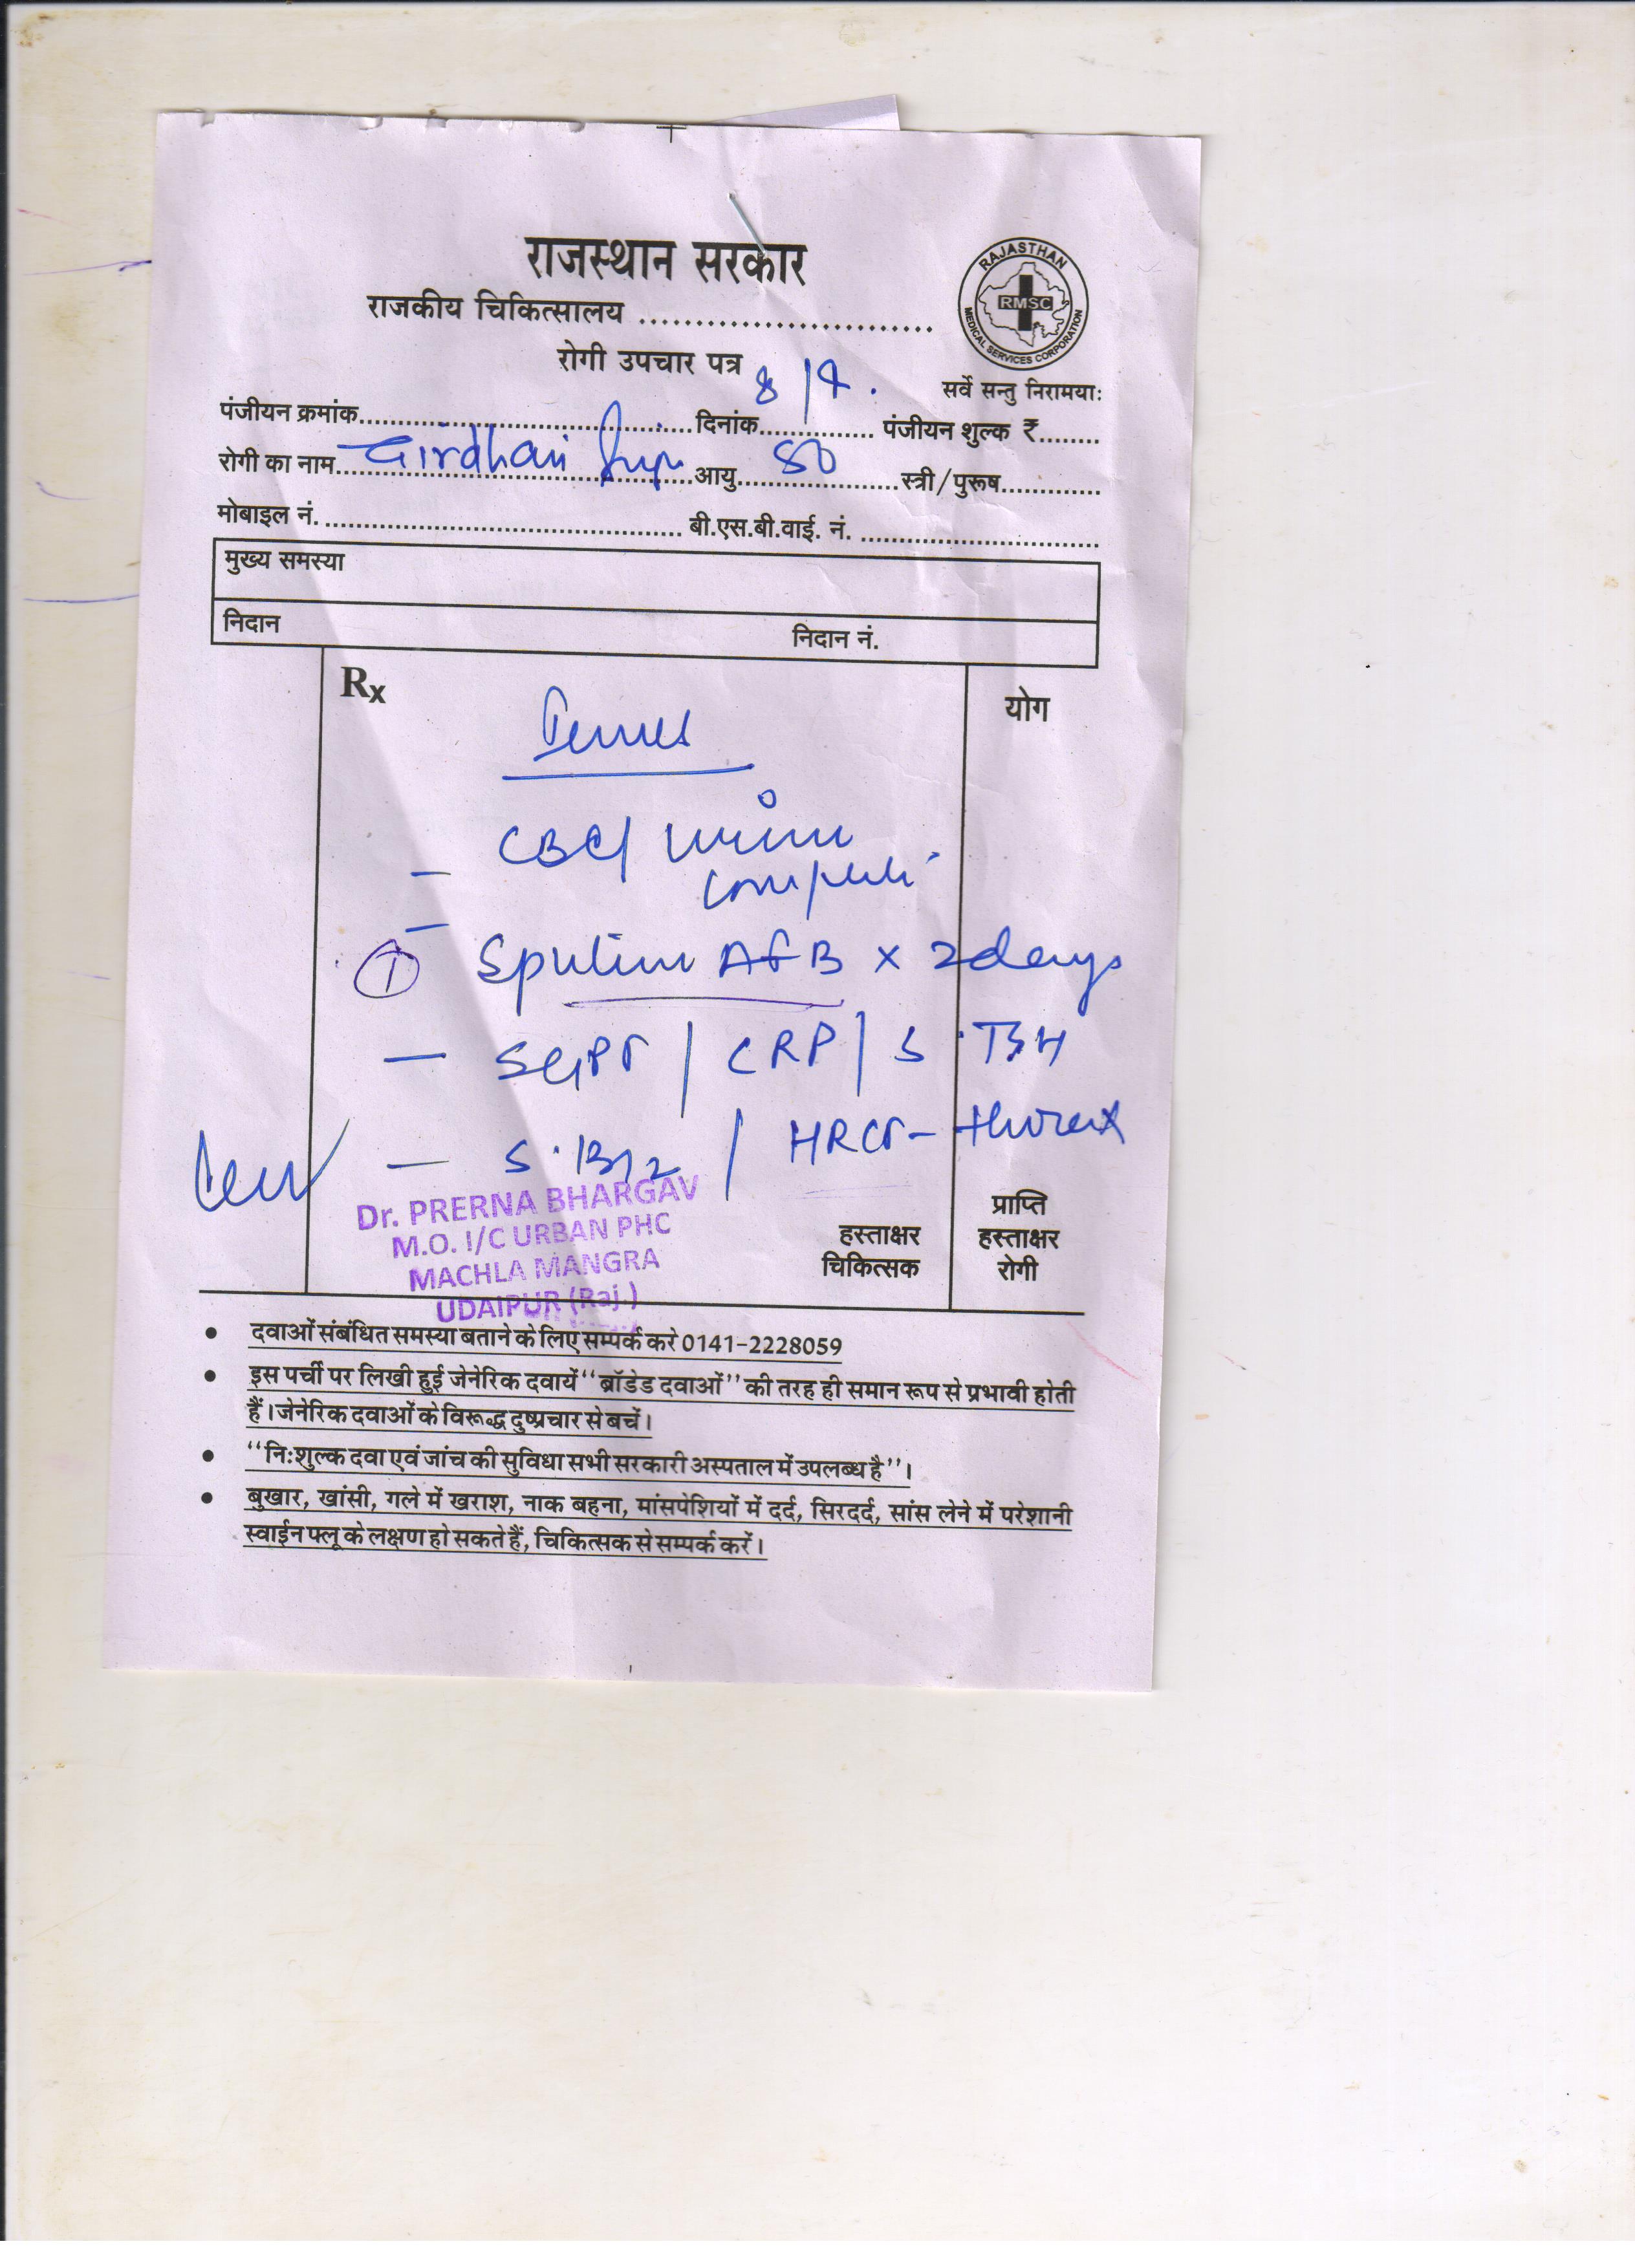 राजस्थान सरकार
राजकीय चिकित्सालय ..........................
RAJASTHAN
RMSC
MEDICAL SERVICES CORPORATION
रोगी उपचार पत्र
सर्वे सन्तु निरामयाः
पंजीयन क्रमांक..........................दिनांक 8/ पंजीयन शुल्क ₹........
रोगी का नाम Girdhari आयु 80 स्त्री/पुरूष.............
मोबाइल नं. .......................... बी.एस.बी.वाई. नं. ..........................
मुख्य समस्या
निदान निदान नं.
Rx योग
- CBC/ urine
complete
- ① Sputum AFB x 2days
- SGPT / CRP / S.TSH
- S.B12 / HRCT - thorax
Dr. PRERNA BHARGAV
M.O. I/C URBAN PHC
MACHLA MANGRA
UDAIPUR (Raj.)
हस्ताक्षर
चिकित्सक
प्राप्ति
हस्ताक्षर
रोगी
• दवाओं संबंधित समस्या बताने के लिए सम्पर्क करे 0141-2228059
• इस पर्ची पर लिखी हुई जेनेरिक दवायें "ब्रॉडेड दवाओं" की तरह ही समान रूप से प्रभावी होती
हैं। जेनेरिक दवाओं के विरूद्ध दुष्प्रचार से बचें।
• "निःशुल्क दवा एवं जांच की सुविधा सभी सरकारी अस्पताल में उपलब्ध है"।
• बुखार, खांसी, गले में खराश, नाक बहना, मांसपेशियों में दर्द, सिरदर्द, सांस लेने में परेशानी
स्वाईन फ्लू के लक्षण हो सकते हैं, चिकित्सक से सम्पर्क करें।